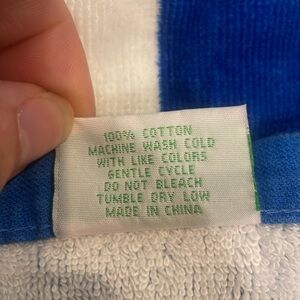 100% COTTON
MACHINE WASH COLD
WITH LIKE COLORS
GENTLE CYCLE
DO NOT BLEACH
TUMBLE DRY LOW
MADE IN CHINA